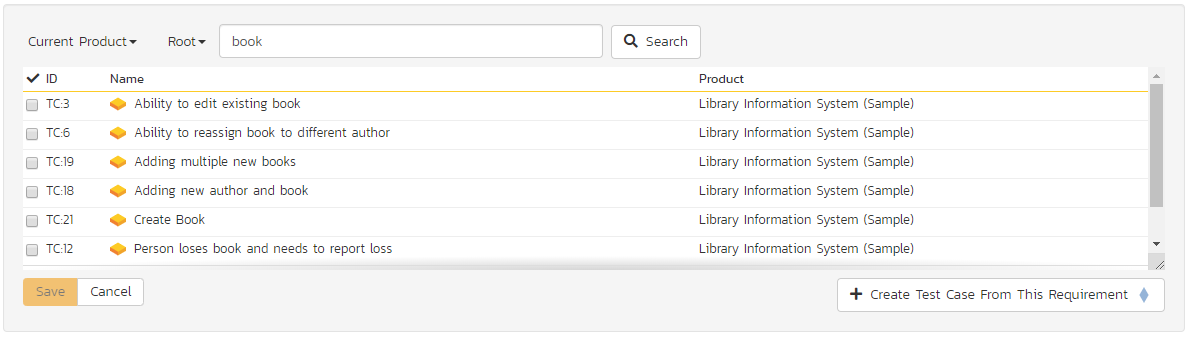 Current Product Root book Search
ID Name Product
TC:3 Ability to edit existing book Library Information System (Sample)
TC:6 Ability to reassign book to different author Library Information System (Sample)
TC:19 Adding multiple new books Library Information System (Sample)
TC:18 Adding new author and book Library Information System (Sample)
TC:21 Create Book Library Information System (Sample)
TC:12 Person loses book and needs to report loss Library Information System (Sample)
Save Cancel Create Test Case From This Requirement